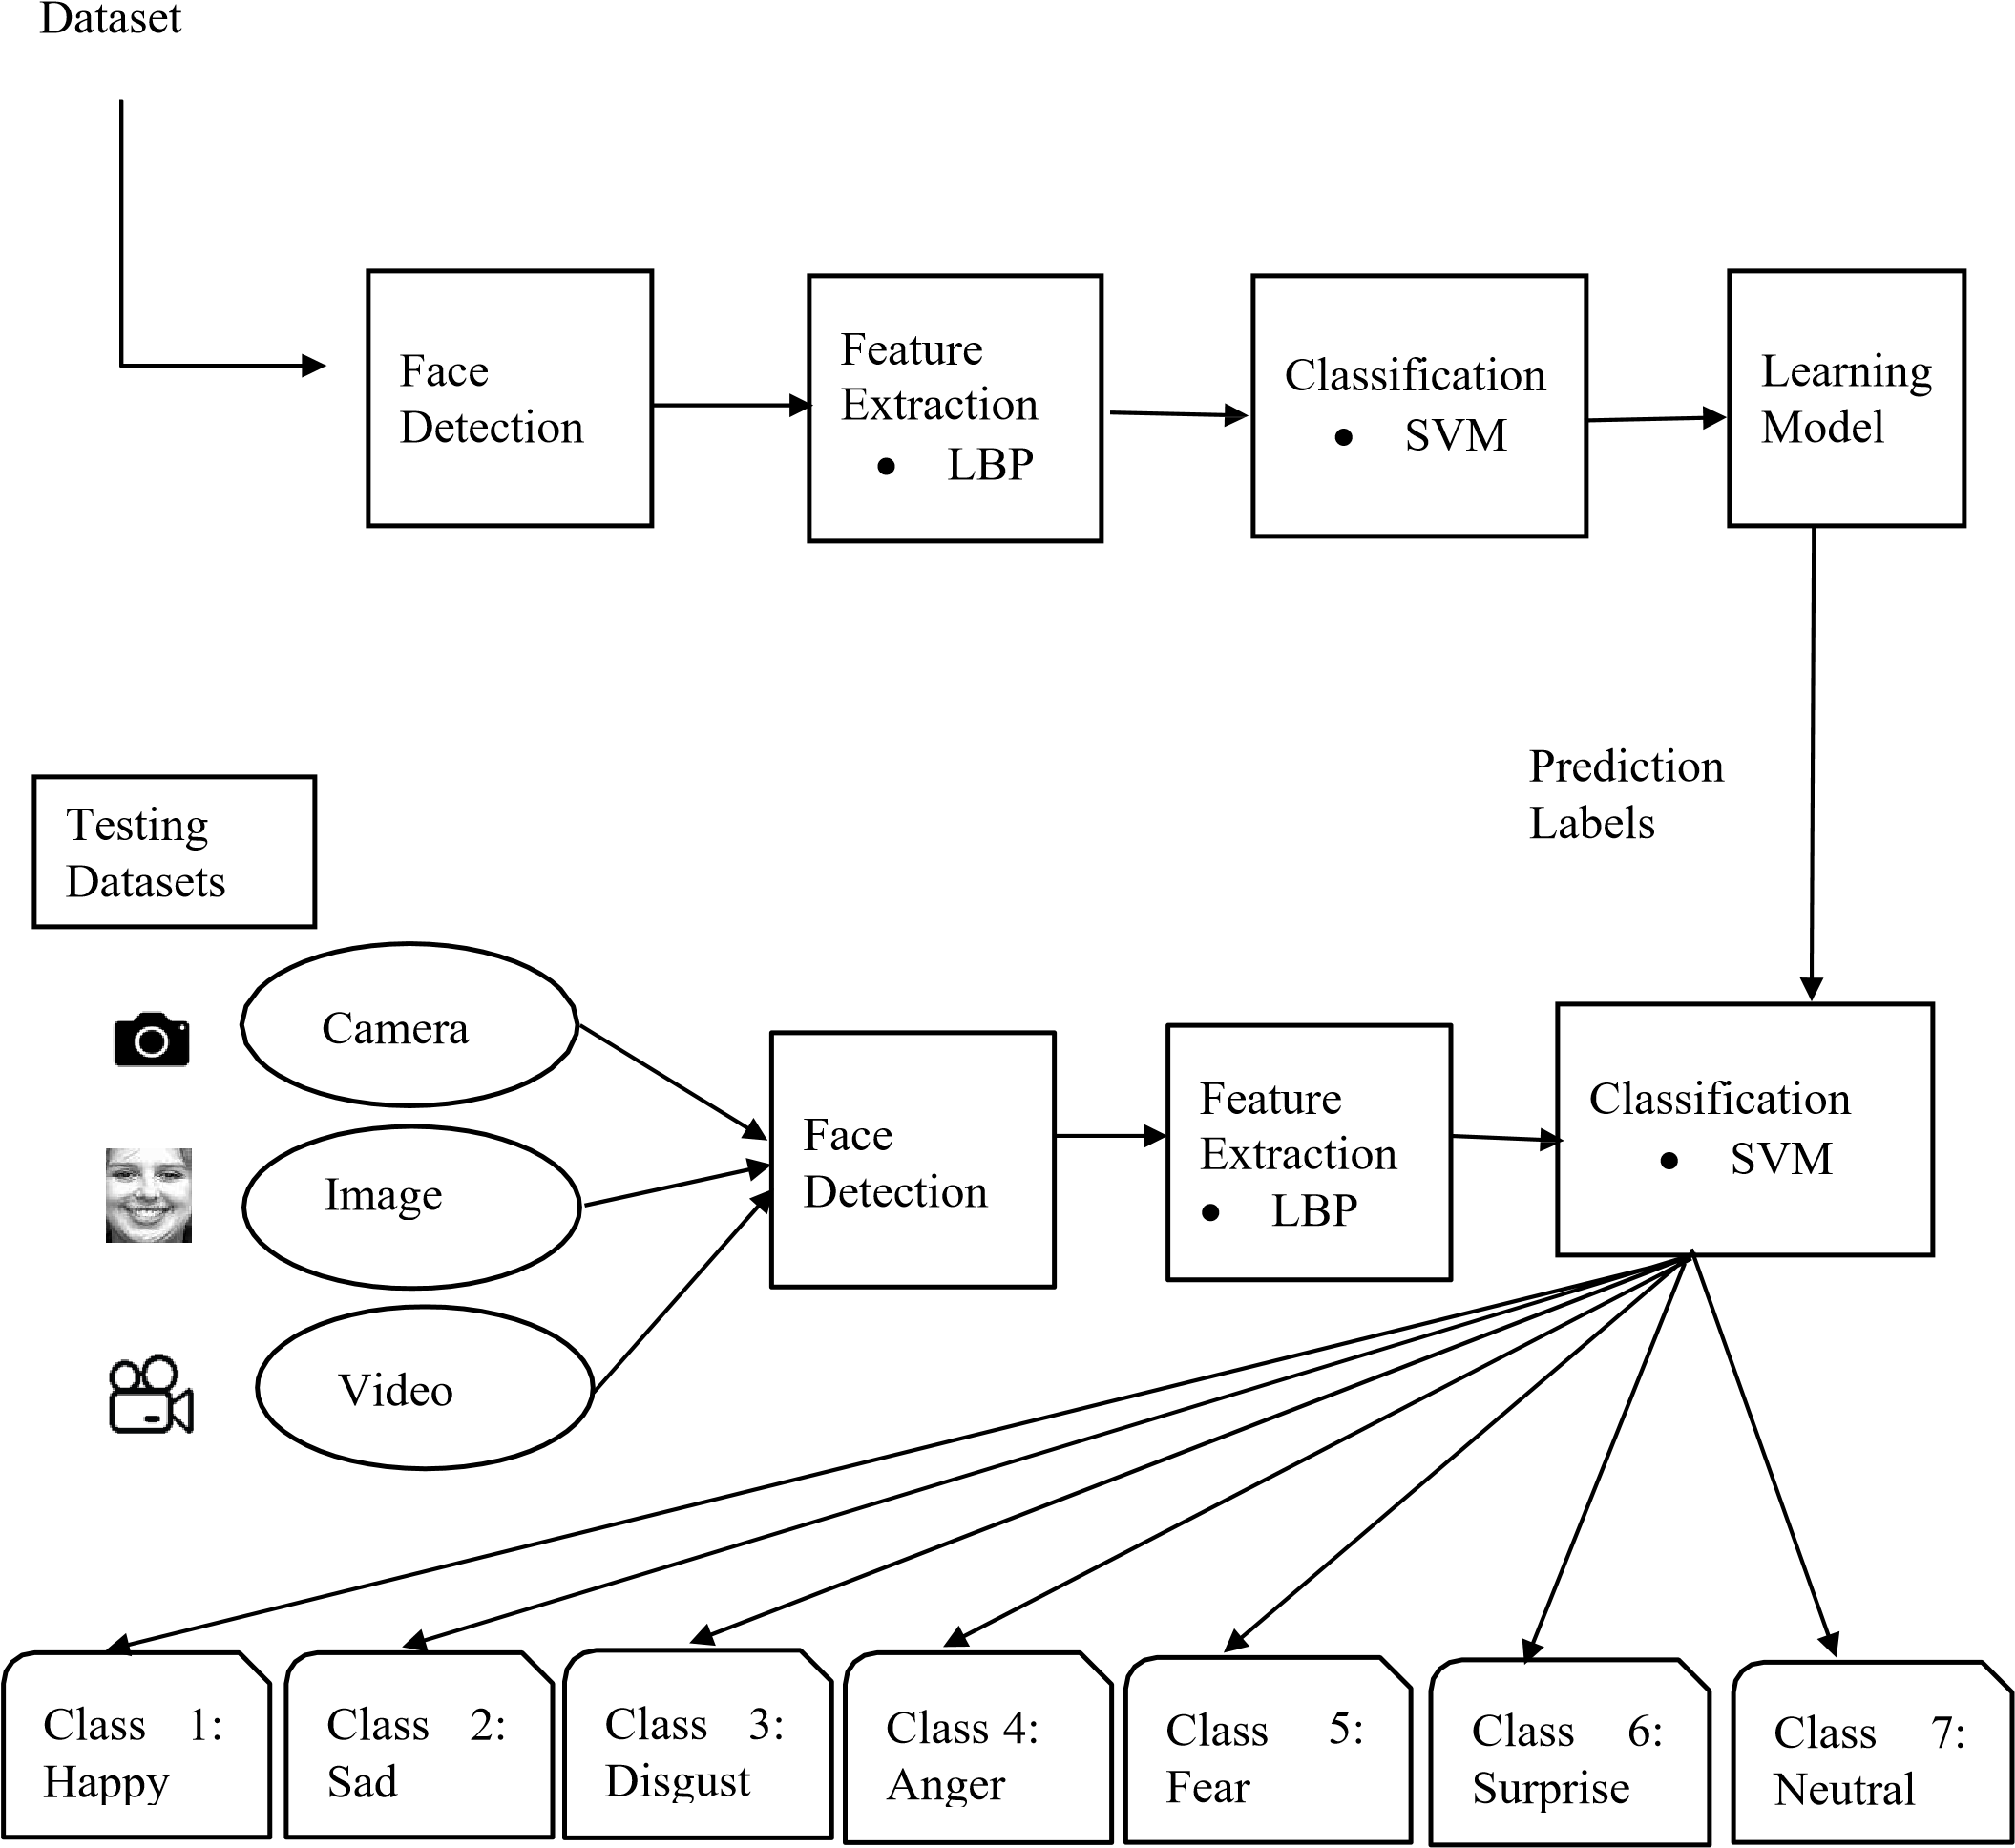 Dataset
Face
Detection
Feature
Extraction
● LBP
Classification
● SVM
Learning
Model
Prediction
Labels
Testing
Datasets
Camera
Image
Video
Face
Detection
Feature
Extraction
● LBP
Classification
● SVM
Class 1:
Happy
Class 2:
Sad
Class 3:
Disgust
Class 4:
Anger
Class 5:
Fear
Class 6:
Surprise
Class 7:
Neutral